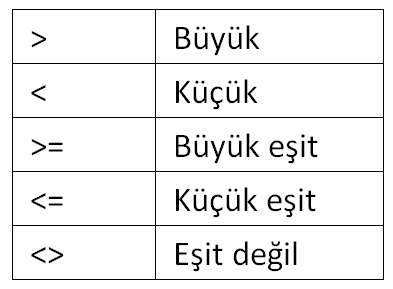 > Büyük
< Küçük
>= Büyük eşit
<= Küçük eşit
<> Eşit değil